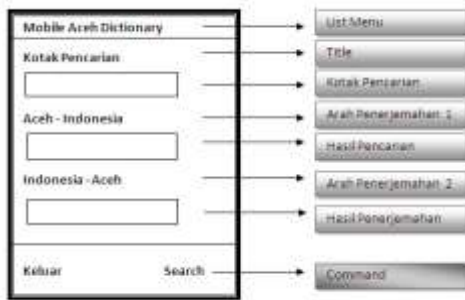 Mobile Aceh Dictionary
Kotak Pencarian
Aceh - Indonesia
Indonesia - Aceh
Keluar Search
List Menu
Title
Kotak Pencarian
Arah Penerjemahan 1
Hasil Pencarian
Arah Penerjemahan 2
Hasil Penerjemahan
Command